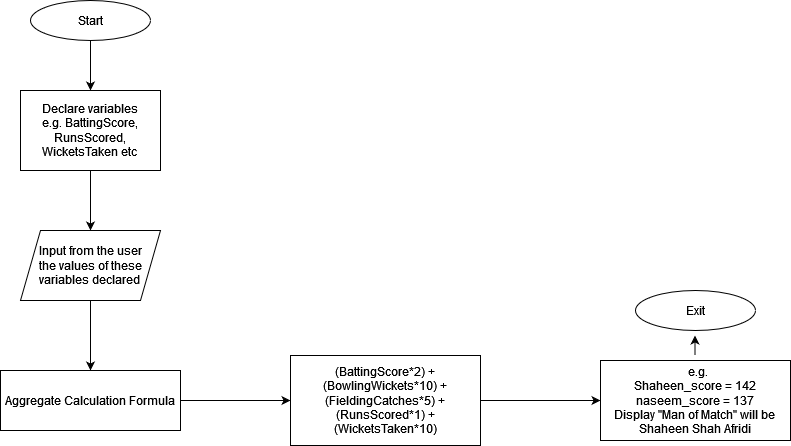 Start
Declare variables
e.g. BattingScore,
RunsScored,
WicketsTaken etc
Input from the user
the values of these
variables declared
Aggregate Calculation Formula
(BattingScore*2) +
(BowlingWickets*10) +
(FieldingCatches*5) +
(RunsScored*1) +
(WicketsTaken*10)
e.g.
Shaheen_score = 142
naseem_score = 137
Display "Man of Match" will be
Shaheen Shah Afridi
Exit